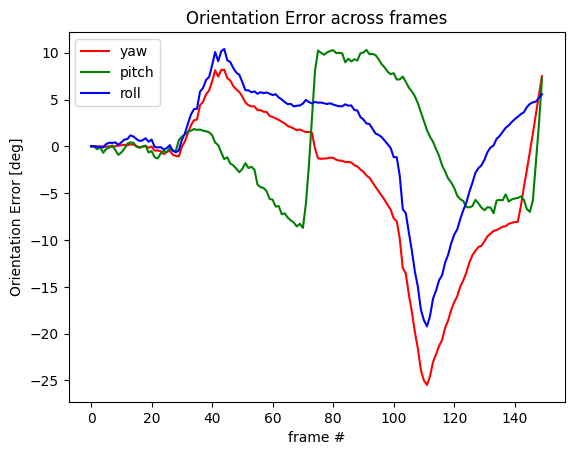 Orientation Error across frames
yaw
pitch
roll
10
5
0
−5
−10
−15
−20
−25
Orientation Error [deg]
0 20 40 60 80 100 120 140
frame #